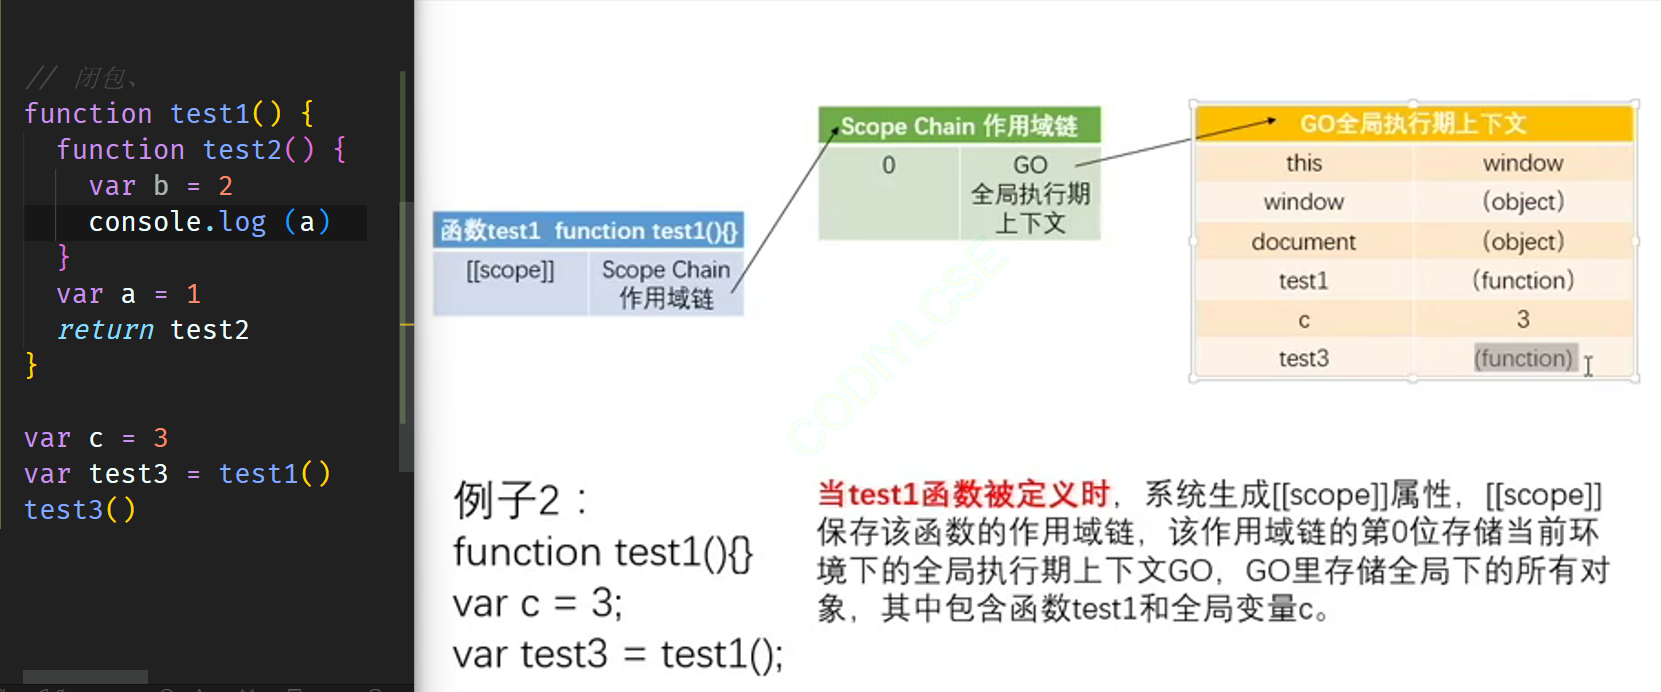 // 闭包、
function test1() {
function test2() {
var b = 2
console.log (a)
}
var a = 1
return test2
}
var c = 3
var test3 = test1()
test3()
函数test1 function test1(){}
[[scope]] Scope Chain
作用域链
Scope Chain 作用域链
0 GO
全局执行期
上下文
GO全局执行期上下文
this window
window (object)
document (object)
test1 (function)
c 3
test3 (function)
CODIYLCSE
例子2：
function test1(){}
var c = 3;
var test3 = test1();
当test1函数被定义时，系统生成[[scope]]属性，[[scope]]
保存该函数的作用域链，该作用域链的第0位存储当前环
境下的全局执行期上下文GO，GO里存储全局下的所有对
象，其中包含函数test1和全局变量c。